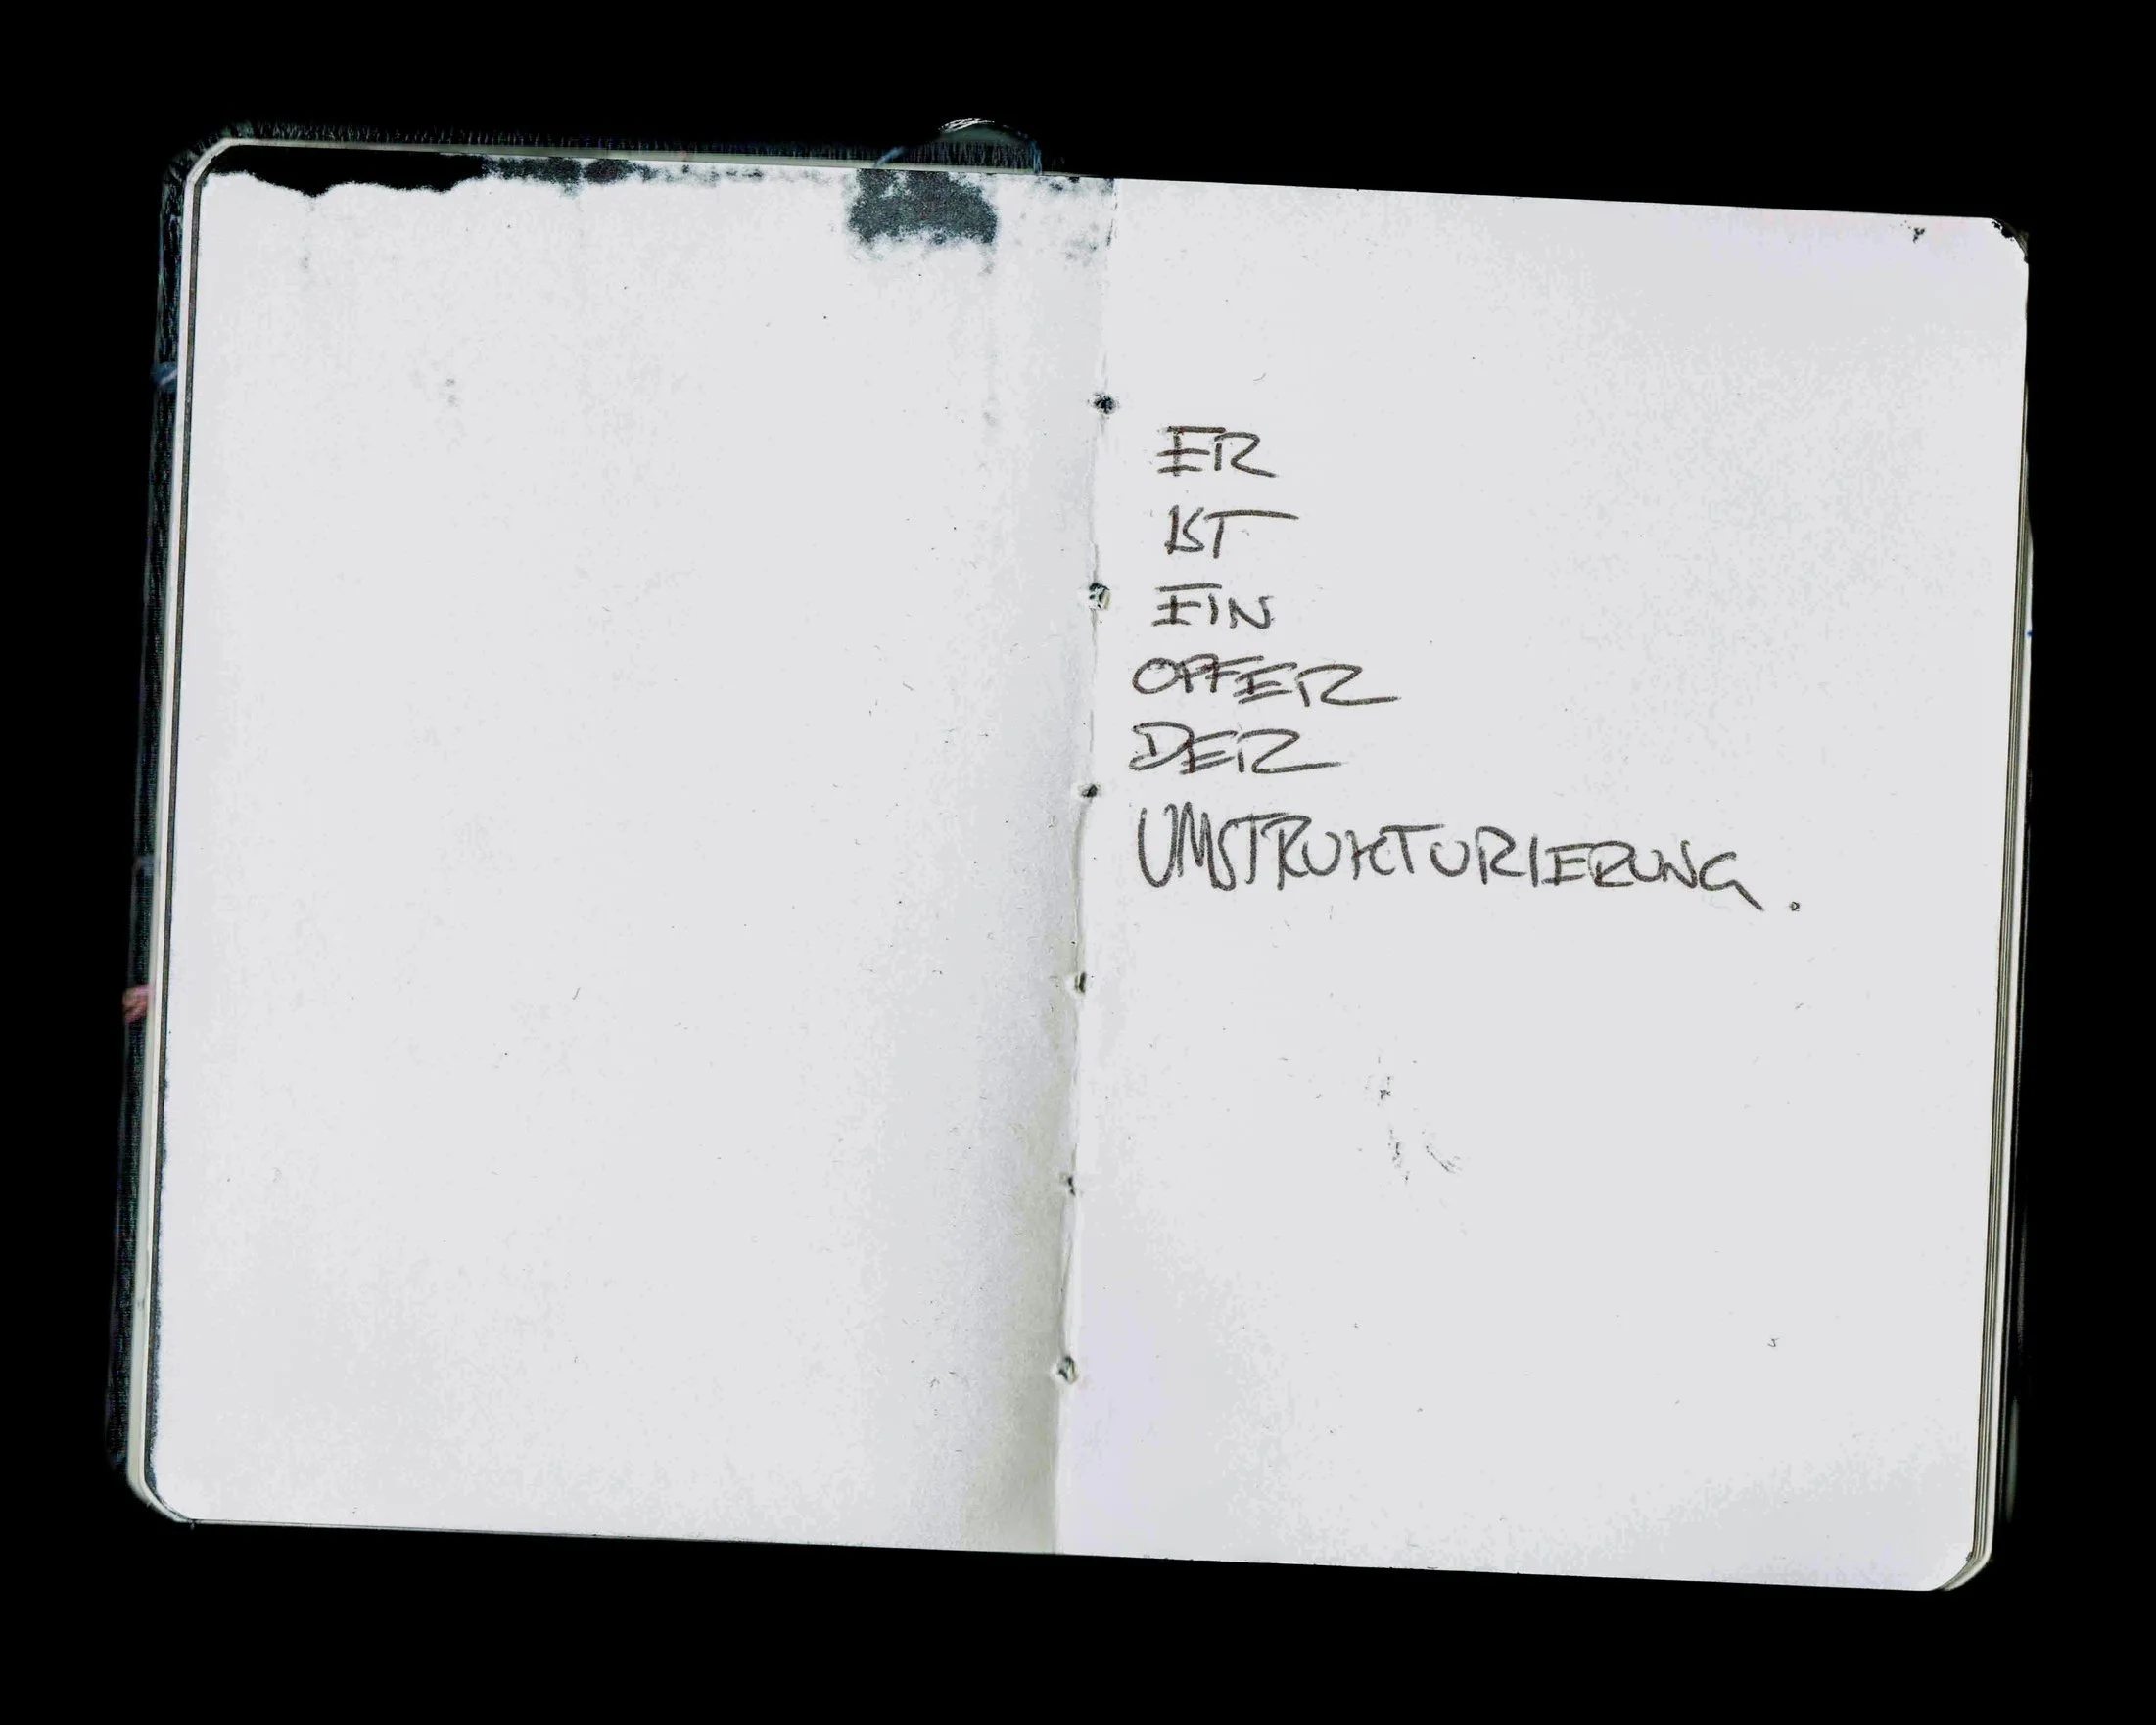 ER
IST
EIN
OPFER
DER
UMSTRUKTURIERUNG.